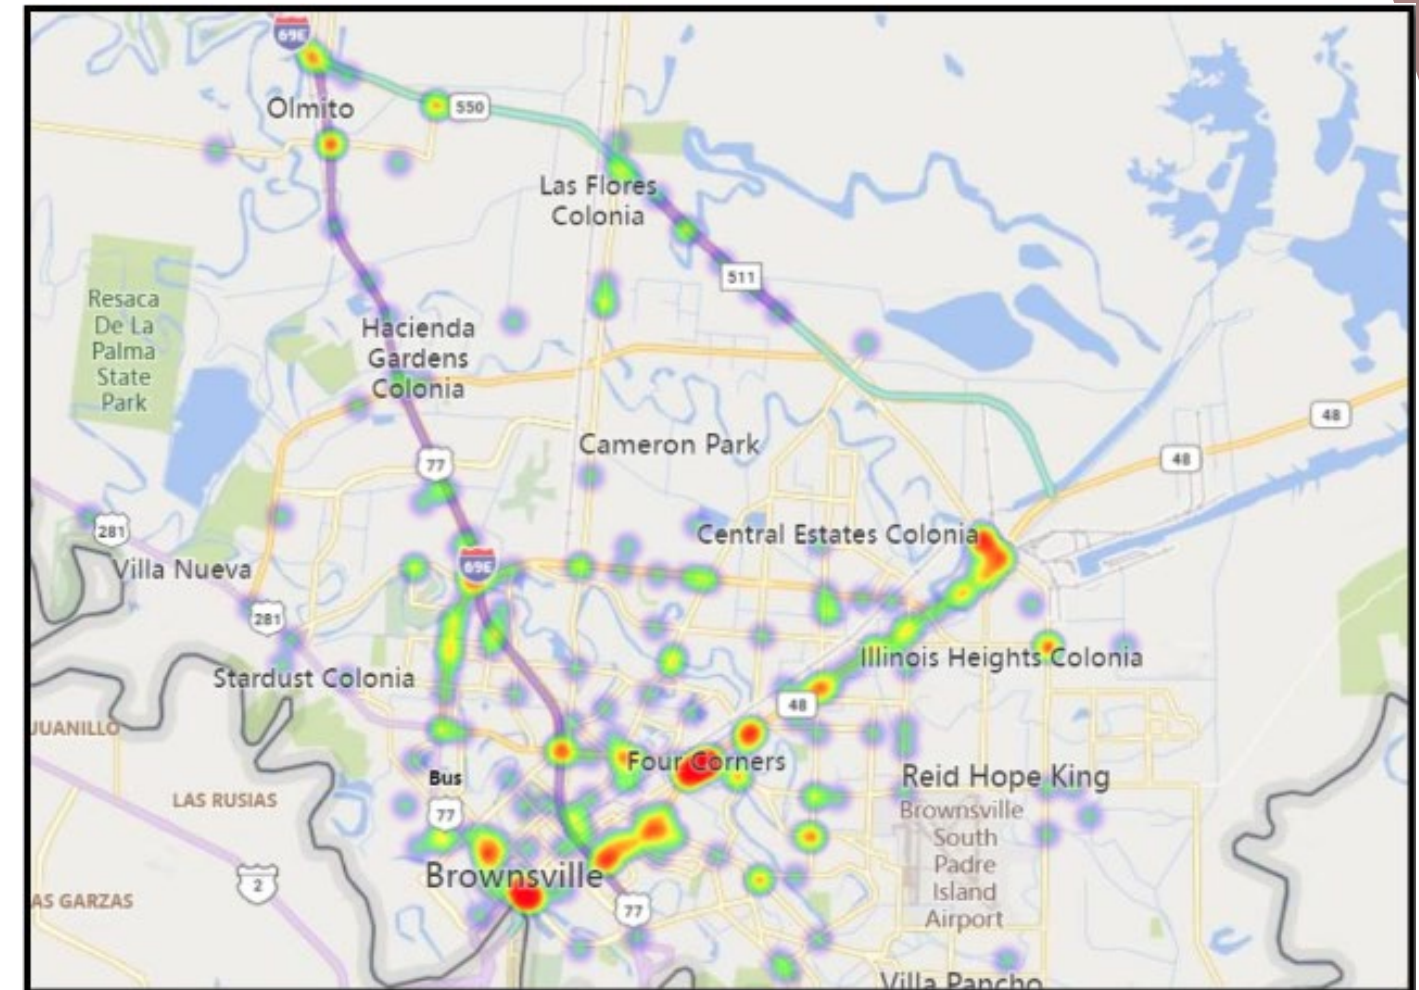 69E
Olmito
550
Las Flores
Colonia
511
Resaca
De La
Palma
State
Park
Hacienda
Gardens
Colonia
48
77
Cameron Park
48
281
Central Estates Colonia
Villa Nueva
69E
281
Illinois Heights Colonia
Stardust Colonia
48
JUANILLO
Four Corners
Bus
77
Reid Hope King
LAS RUSIAS
Brownsville
South
Padre
Island
Airport
Brownsville
2
AS GARZAS
77
Villa Pancho